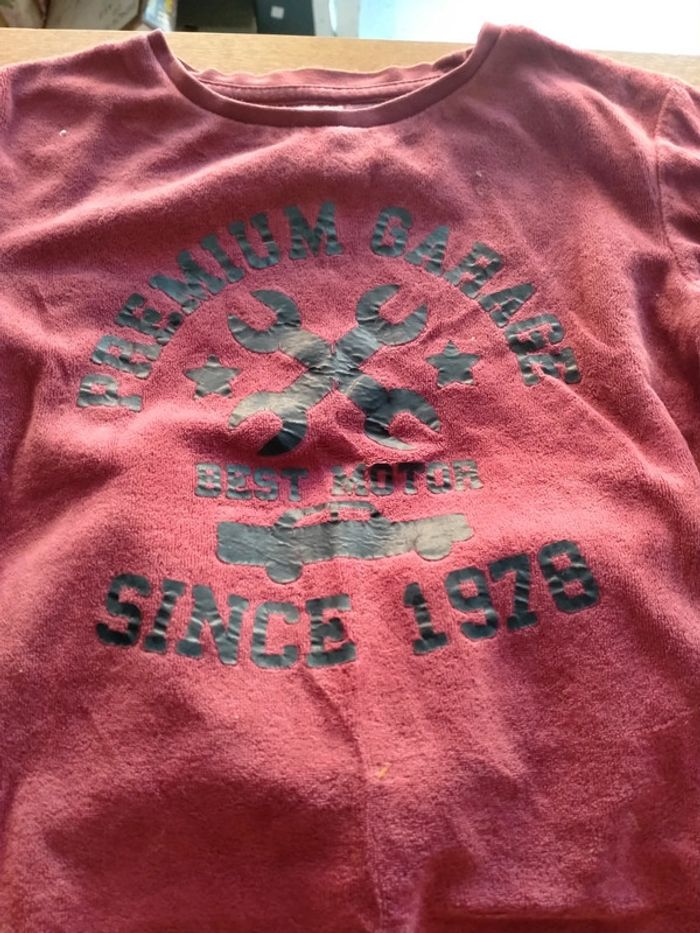 PREMIUM GARAGE
BEST MOTOR
SINCE 1978